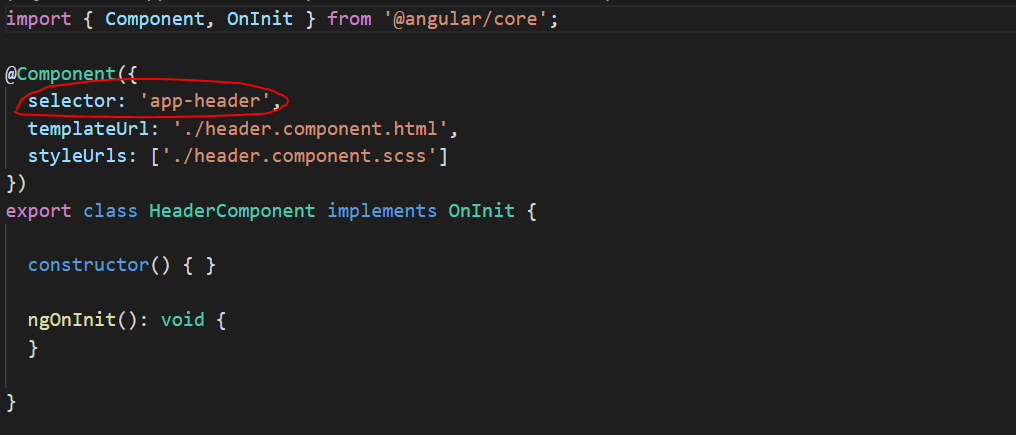 import { Component, OnInit } from '@angular/core';
@Component({
selector: 'app-header',
templateUrl: './header.component.html',
styleUrls: ['./header.component.scss']
})
export class HeaderComponent implements OnInit {
constructor() { }
ngOnInit(): void {
}
}